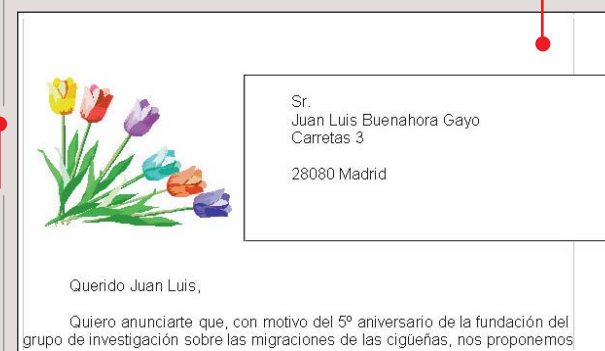 Sr.
Juan Luis Buenahora Gayo
Carretas 3
28080 Madrid
Querido Juan Luis,
Quiero anunciarte que, con motivo del 5º aniversario de la fundación del
grupo de investigación sobre las migraciones de las cigüeñas, nos proponemos